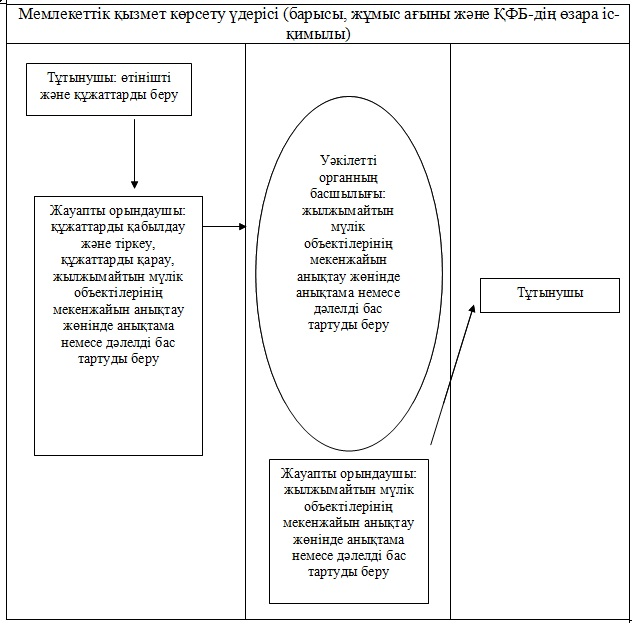 Мемлекеттік қызмет көрсету үдерісі (барысы, жұмыс ағыны және ҚФБ-дің өзара іс-
қимылы)
Тұтынушы: өтінішті
және құжаттарды беру
Жауапты орындаушы:
құжаттарды қабылдау
және тіркеу,
құжаттарды қарау,
жылжымайтын мүлік
объектілерінің
мекенжайын анықтау
жөнінде анықтама
немесе дәлелді бас
тартуды беру
Уәкілетті
органның
басшылығы:
жылжымайтын
мүлік
объектілерінің
мекенжайын
анықтау жөнінде
анықтама немесе
дәлелді бас
тартуды беру
Жауапты орындаушы:
жылжымайтын мүлік
объектілерінің
мекенжайын анықтау
жөнінде анықтама
немесе дәлелді бас
тартуды беру
Тұтынушы